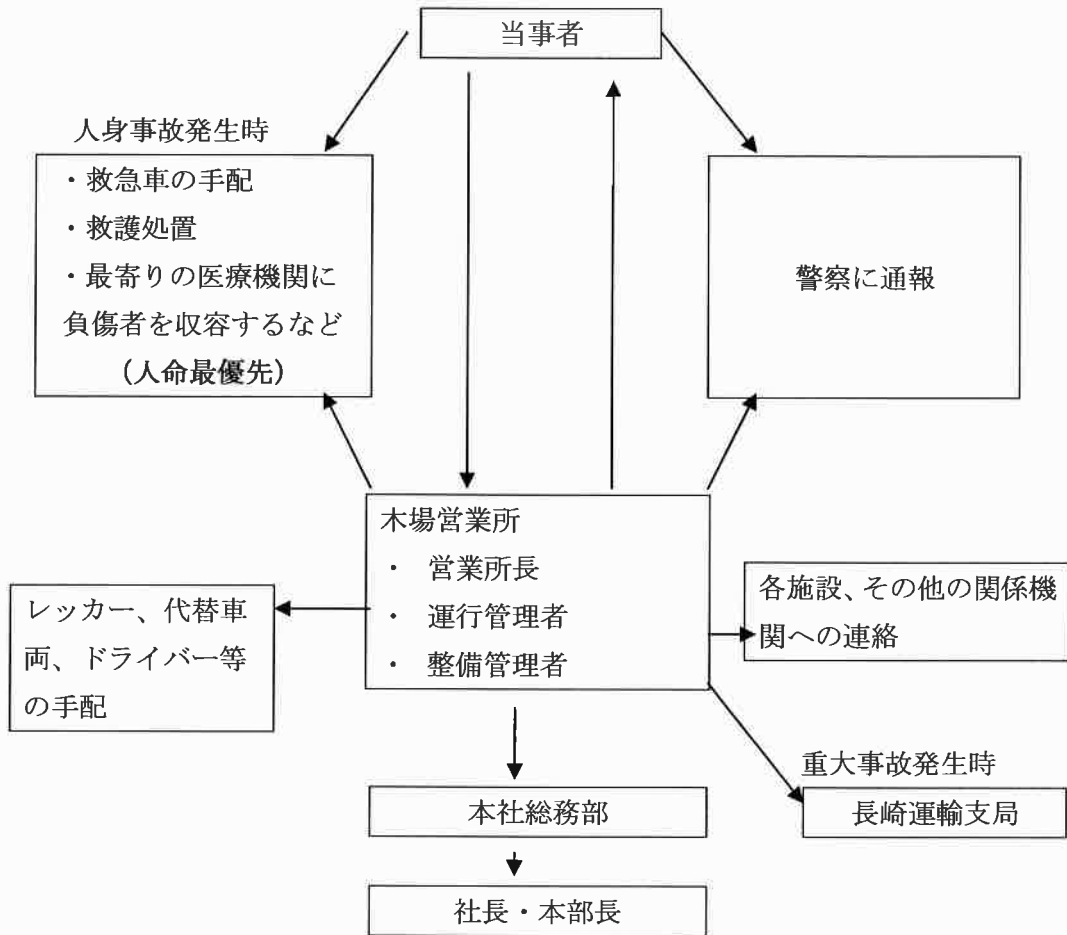 当事者
人身事故発生時
・救急車の手配
・救護処置
・最寄りの医療機関に
負傷者を収容するなど
（人命最優先）
警察に通報
木場営業所
・ 営業所長
・ 運行管理者
・ 整備管理者
レッカー、代替車
両、ドライバー等
の手配
各施設、その他の関係機
関への連絡
重大事故発生時
長崎運輸支局
本社総務部
社長・本部長